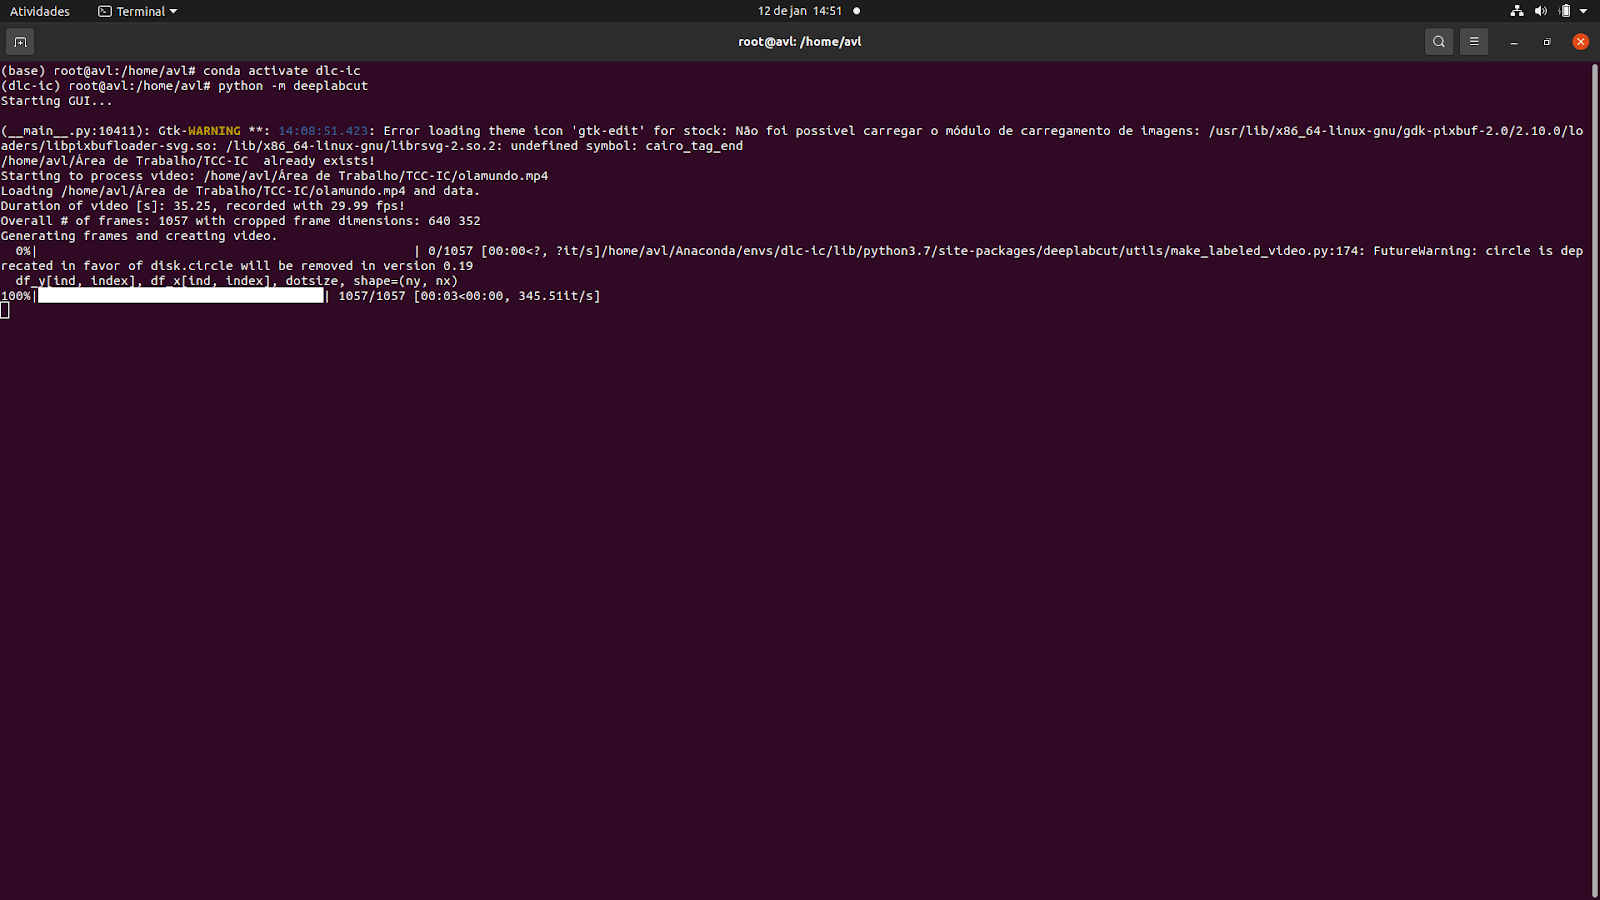 Atividades Terminal 12 de jan 14:51
root@avl: /home/avl
(base) root@avl:/home/avl# conda activate dlc-ic
(dlc-ic) root@avl:/home/avl# python -m deeplabcut
Starting GUI...
(__main__.py:10411): Gtk-WARNING **: 14:08:51.423: Error loading theme icon 'gtk-edit' for stock: Não foi possível carregar o módulo de carregamento de imagens: /usr/lib/x86_64-linux-gnu/gdk-pixbuf-2.0/2.10.0/lo
aders/libpixbufloader-svg.so: /lib/x86_64-linux-gnu/librsvg-2.so.2: undefined symbol: cairo_tag_end
/home/avl/Área de Trabalho/TCC-IC  already exists!
Starting to process video: /home/avl/Área de Trabalho/TCC-IC/olamundo.mp4
Loading /home/avl/Área de Trabalho/TCC-IC/olamundo.mp4 and data.
Duration of video [s]: 35.25, recorded with 29.99 fps!
Overall # of frames: 1057 with cropped frame dimensions: 640 352
Generating frames and creating video.
  0%|                                                  | 0/1057 [00:00<?, ?it/s]/home/avl/Anaconda/envs/dlc-ic/lib/python3.7/site-packages/deeplabcut/utils/make_labeled_video.py:174: FutureWarning: circle is dep
recated in favor of disk.circle will be removed in version 0.19
  df_y[ind, index], df_x[ind, index], dotsize, shape=(ny, nx)
100%|██████████████████████████████████████| 1057/1057 [00:03<00:00, 345.51it/s]